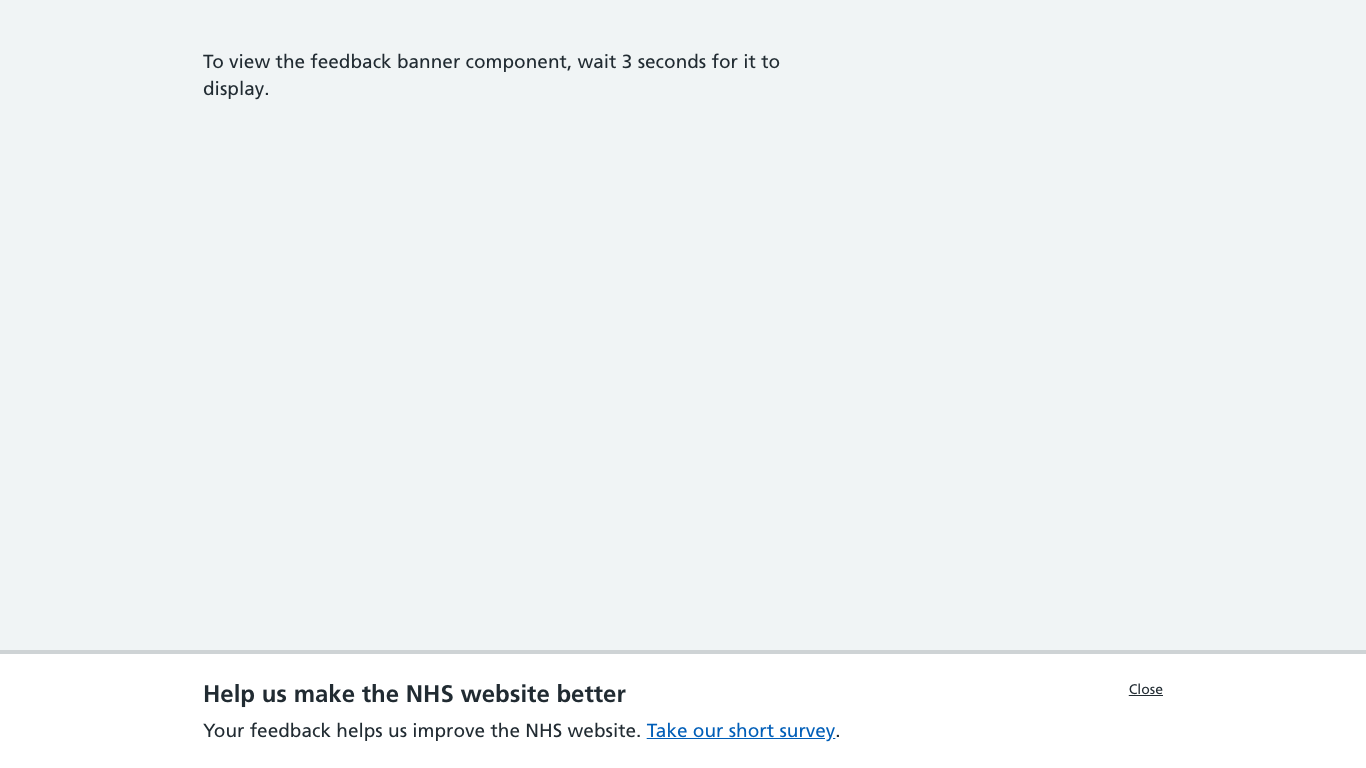 To view the feedback banner component, wait 3 seconds for it to
display.
Help us make the NHS website better
Close
Your feedback helps us improve the NHS website. Take our short survey.